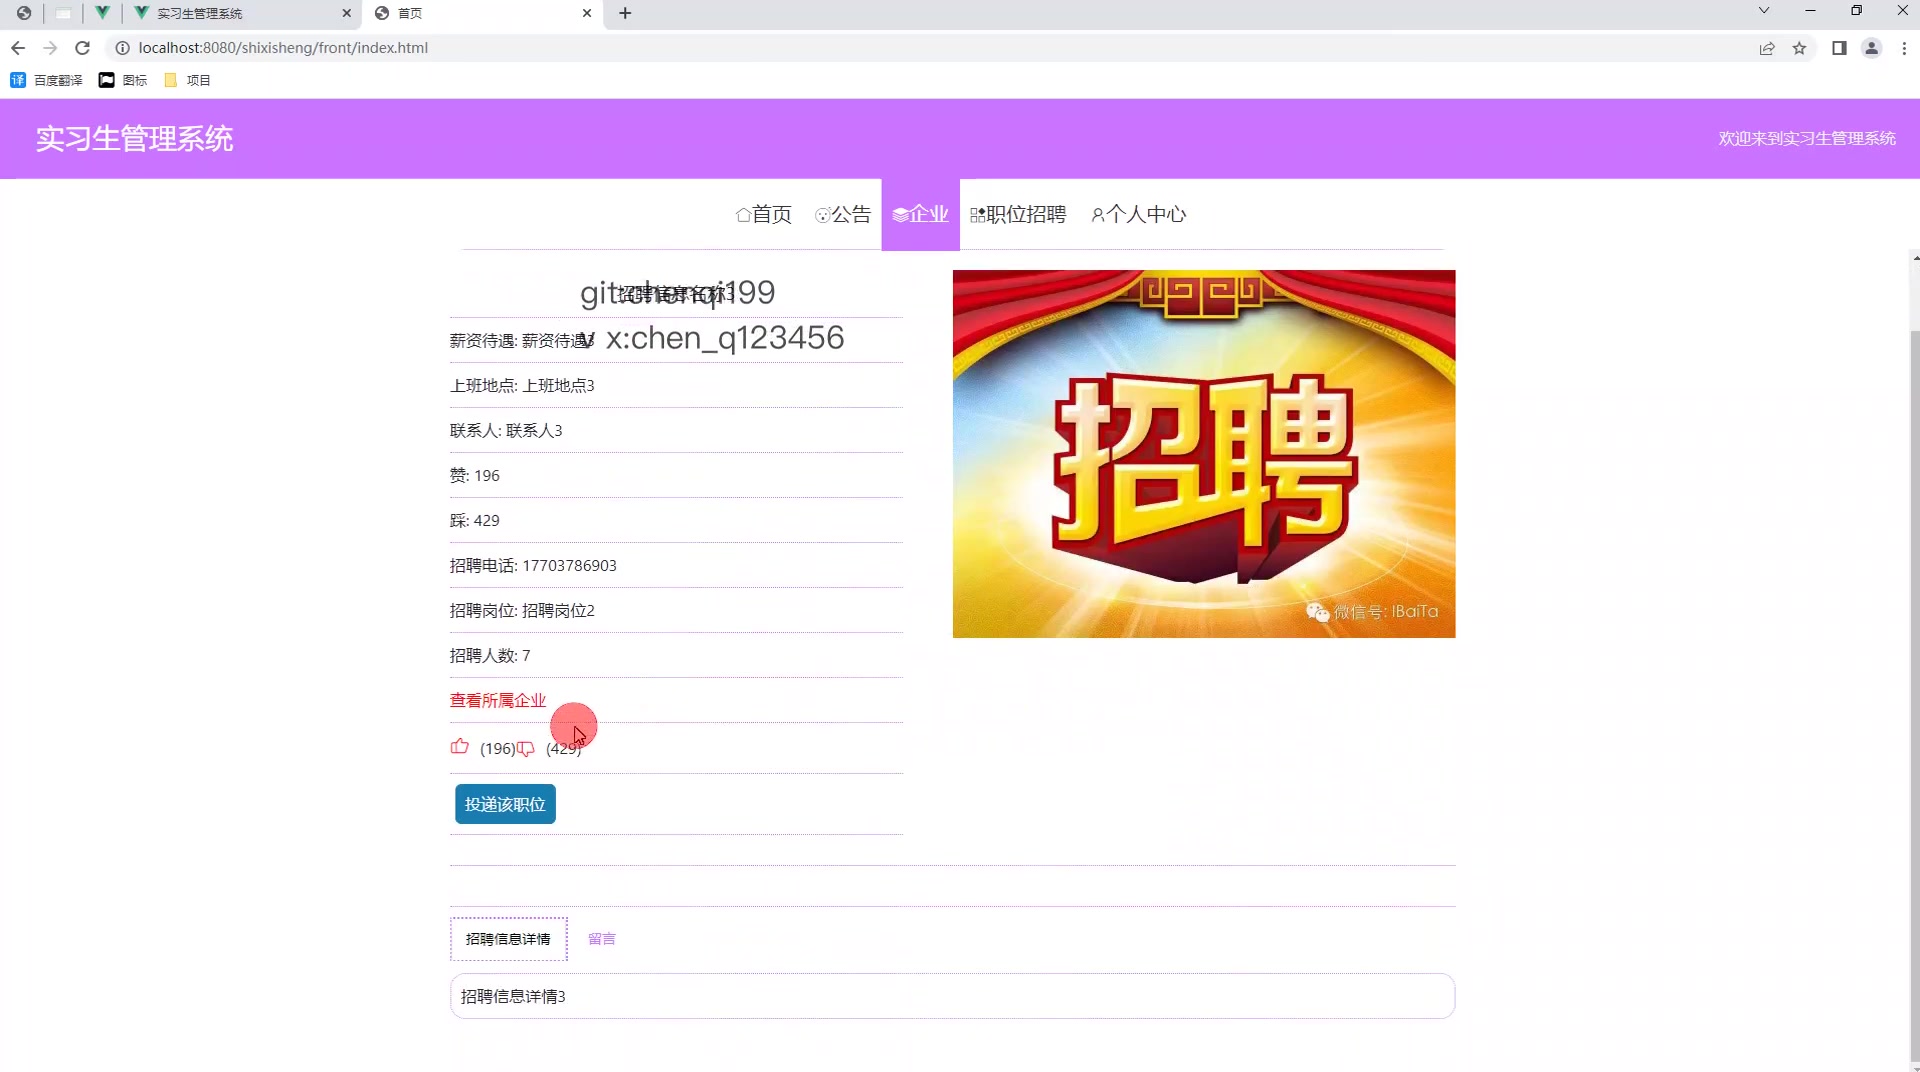 实习生管理系统
首页
localhost:8080/shixisheng/front/index.html
百度翻译 图标 项目
实习生管理系统
欢迎来到实习生管理系统
首页 公告 企业 职位招聘 个人中心
招聘信息名称3
git:chenqi199
薪资待遇: 薪资待遇3
v x:chen_q123456
上班地点: 上班地点3
联系人: 联系人3
赞: 196
踩: 429
招聘电话: 17703786903
招聘岗位: 招聘岗位2
招聘人数: 7
查看所属企业
(196) (429)
投递该职位
招聘
微信号: IBaiTa
招聘信息详情 留言
招聘信息详情3